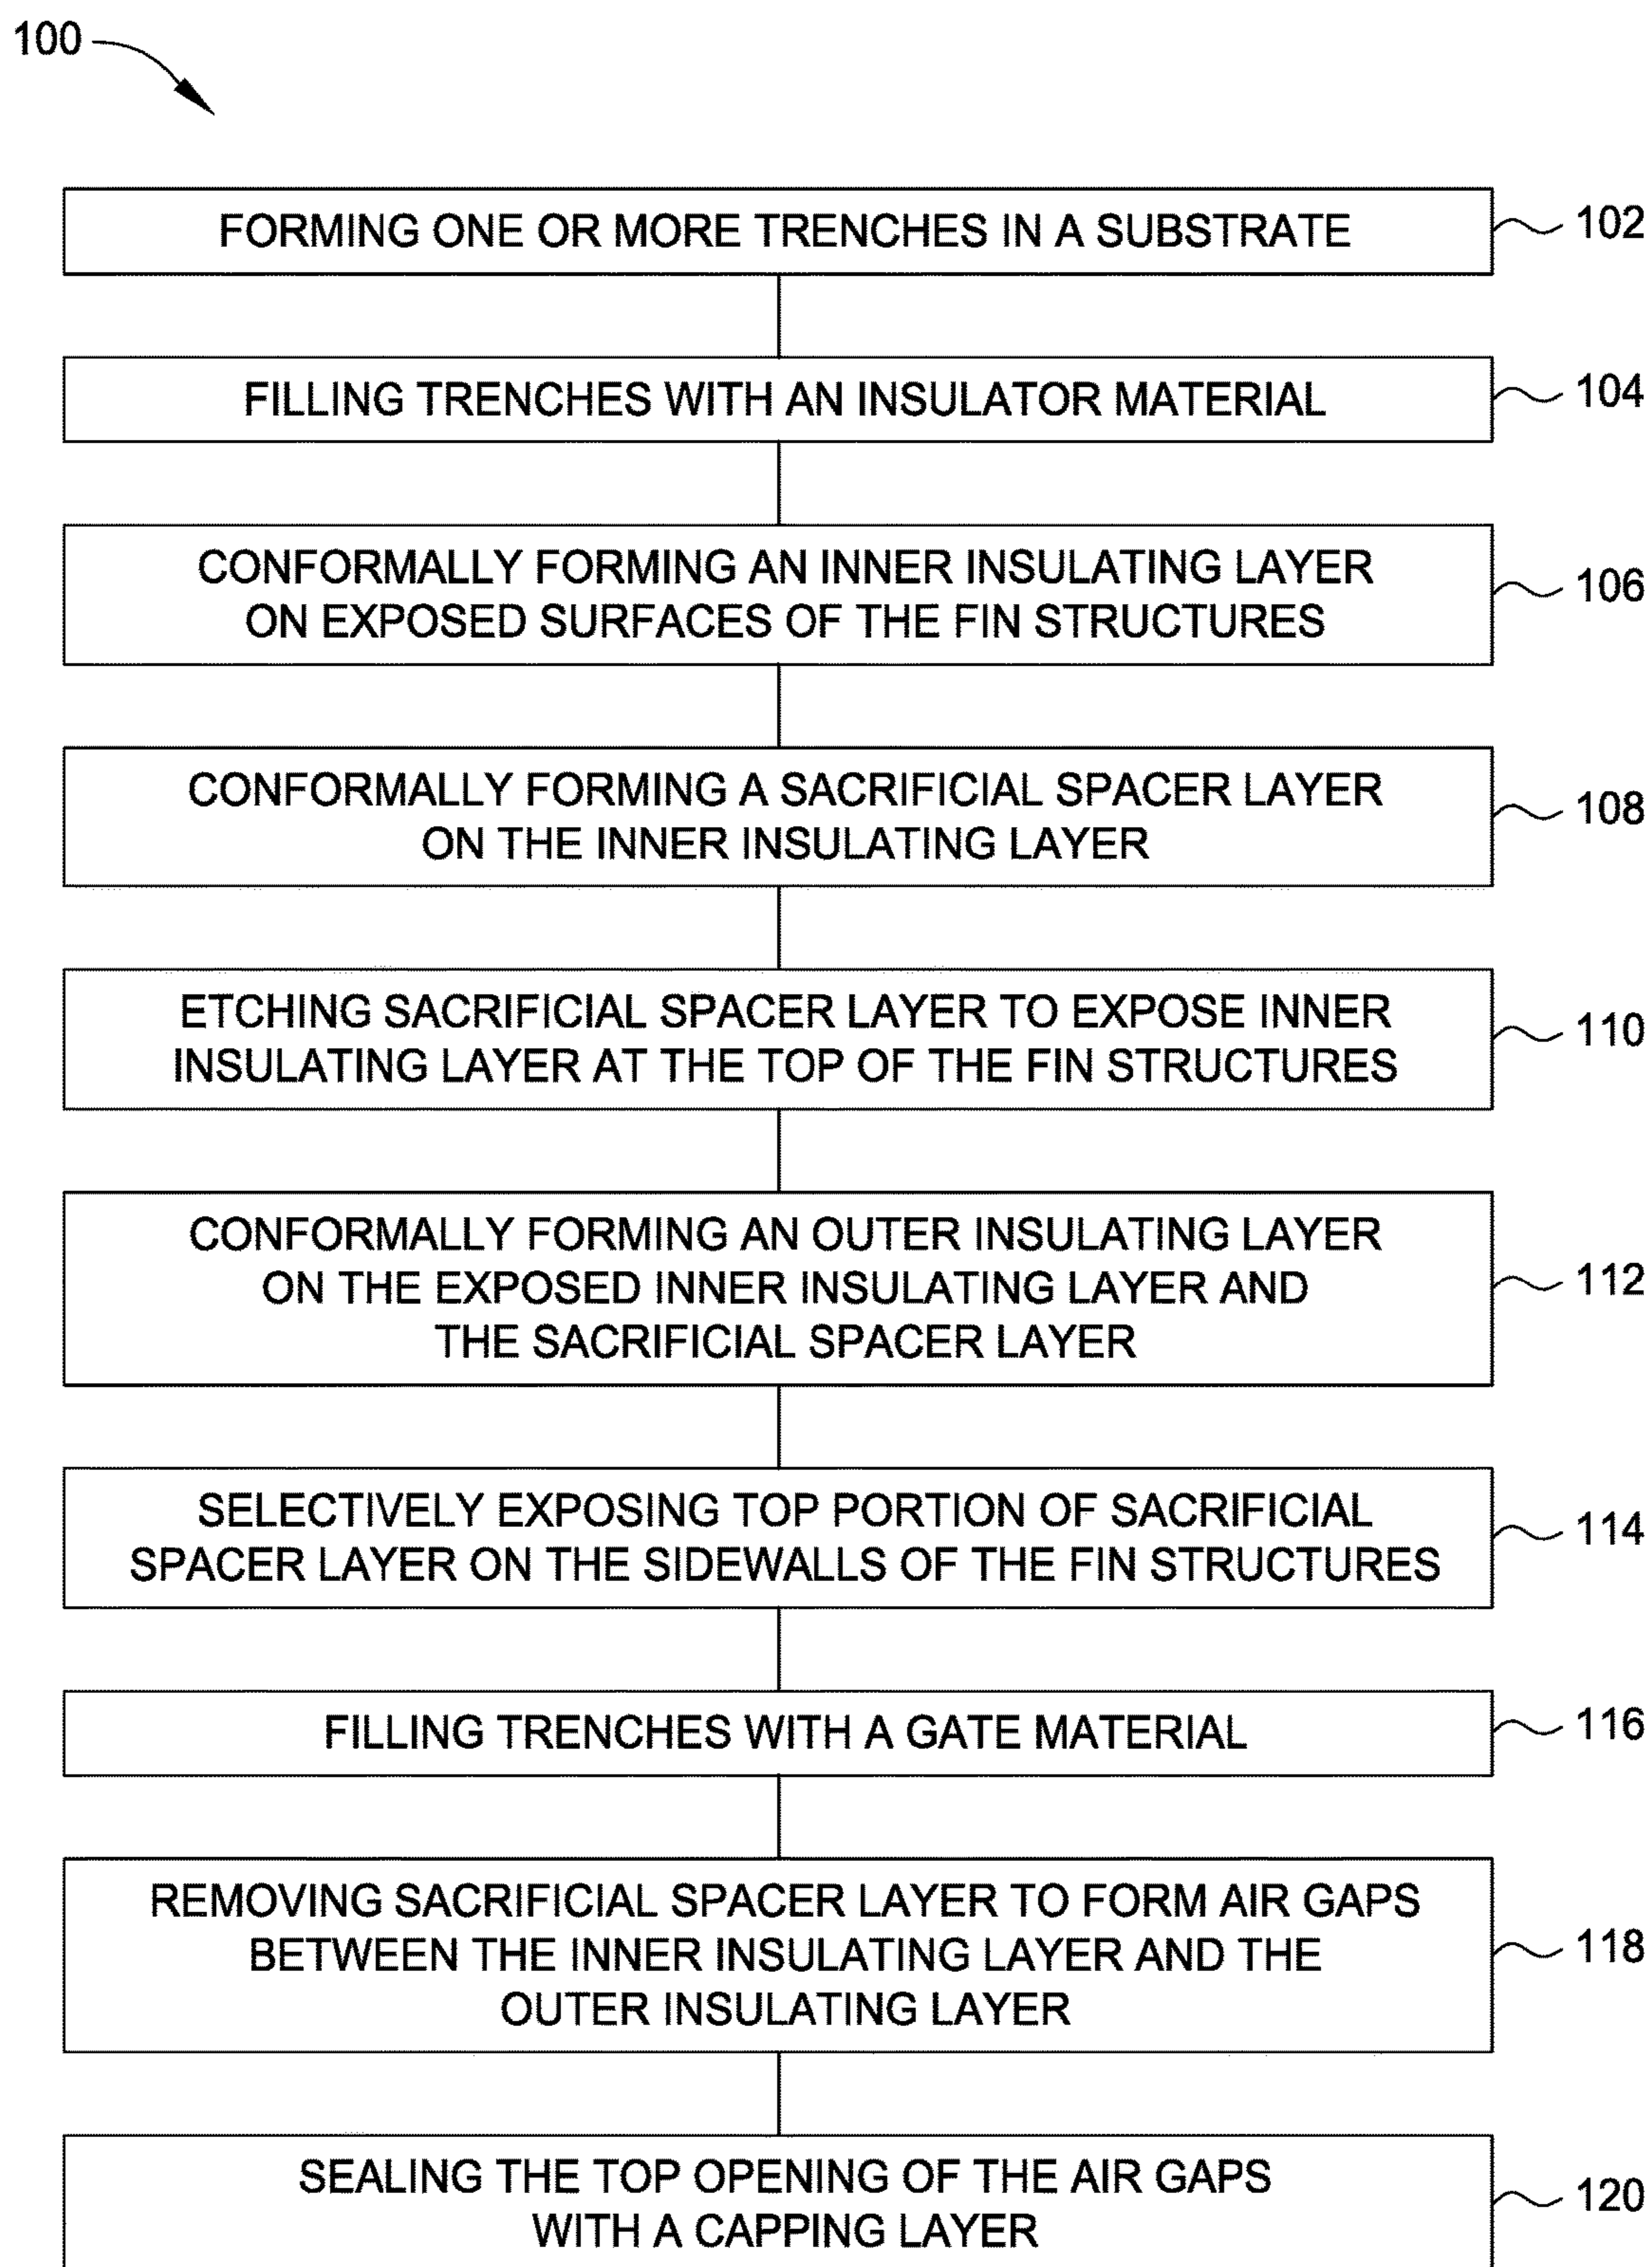 100
FORMING ONE OR MORE TRENCHES IN A SUBSTRATE
102
FILLING TRENCHES WITH AN INSULATOR MATERIAL
104
CONFORMALLY FORMING AN INNER INSULATING LAYER
ON EXPOSED SURFACES OF THE FIN STRUCTURES
106
CONFORMALLY FORMING A SACRIFICIAL SPACER LAYER
ON THE INNER INSULATING LAYER
108
ETCHING SACRIFICIAL SPACER LAYER TO EXPOSE INNER
INSULATING LAYER AT THE TOP OF THE FIN STRUCTURES
110
CONFORMALLY FORMING AN OUTER INSULATING LAYER
ON THE EXPOSED INNER INSULATING LAYER AND
THE SACRIFICIAL SPACER LAYER
112
SELECTIVELY EXPOSING TOP PORTION OF SACRIFICIAL
SPACER LAYER ON THE SIDEWALLS OF THE FIN STRUCTURES
114
FILLING TRENCHES WITH A GATE MATERIAL
116
REMOVING SACRIFICIAL SPACER LAYER TO FORM AIR GAPS
BETWEEN THE INNER INSULATING LAYER AND THE
OUTER INSULATING LAYER
118
SEALING THE TOP OPENING OF THE AIR GAPS
WITH A CAPPING LAYER
120